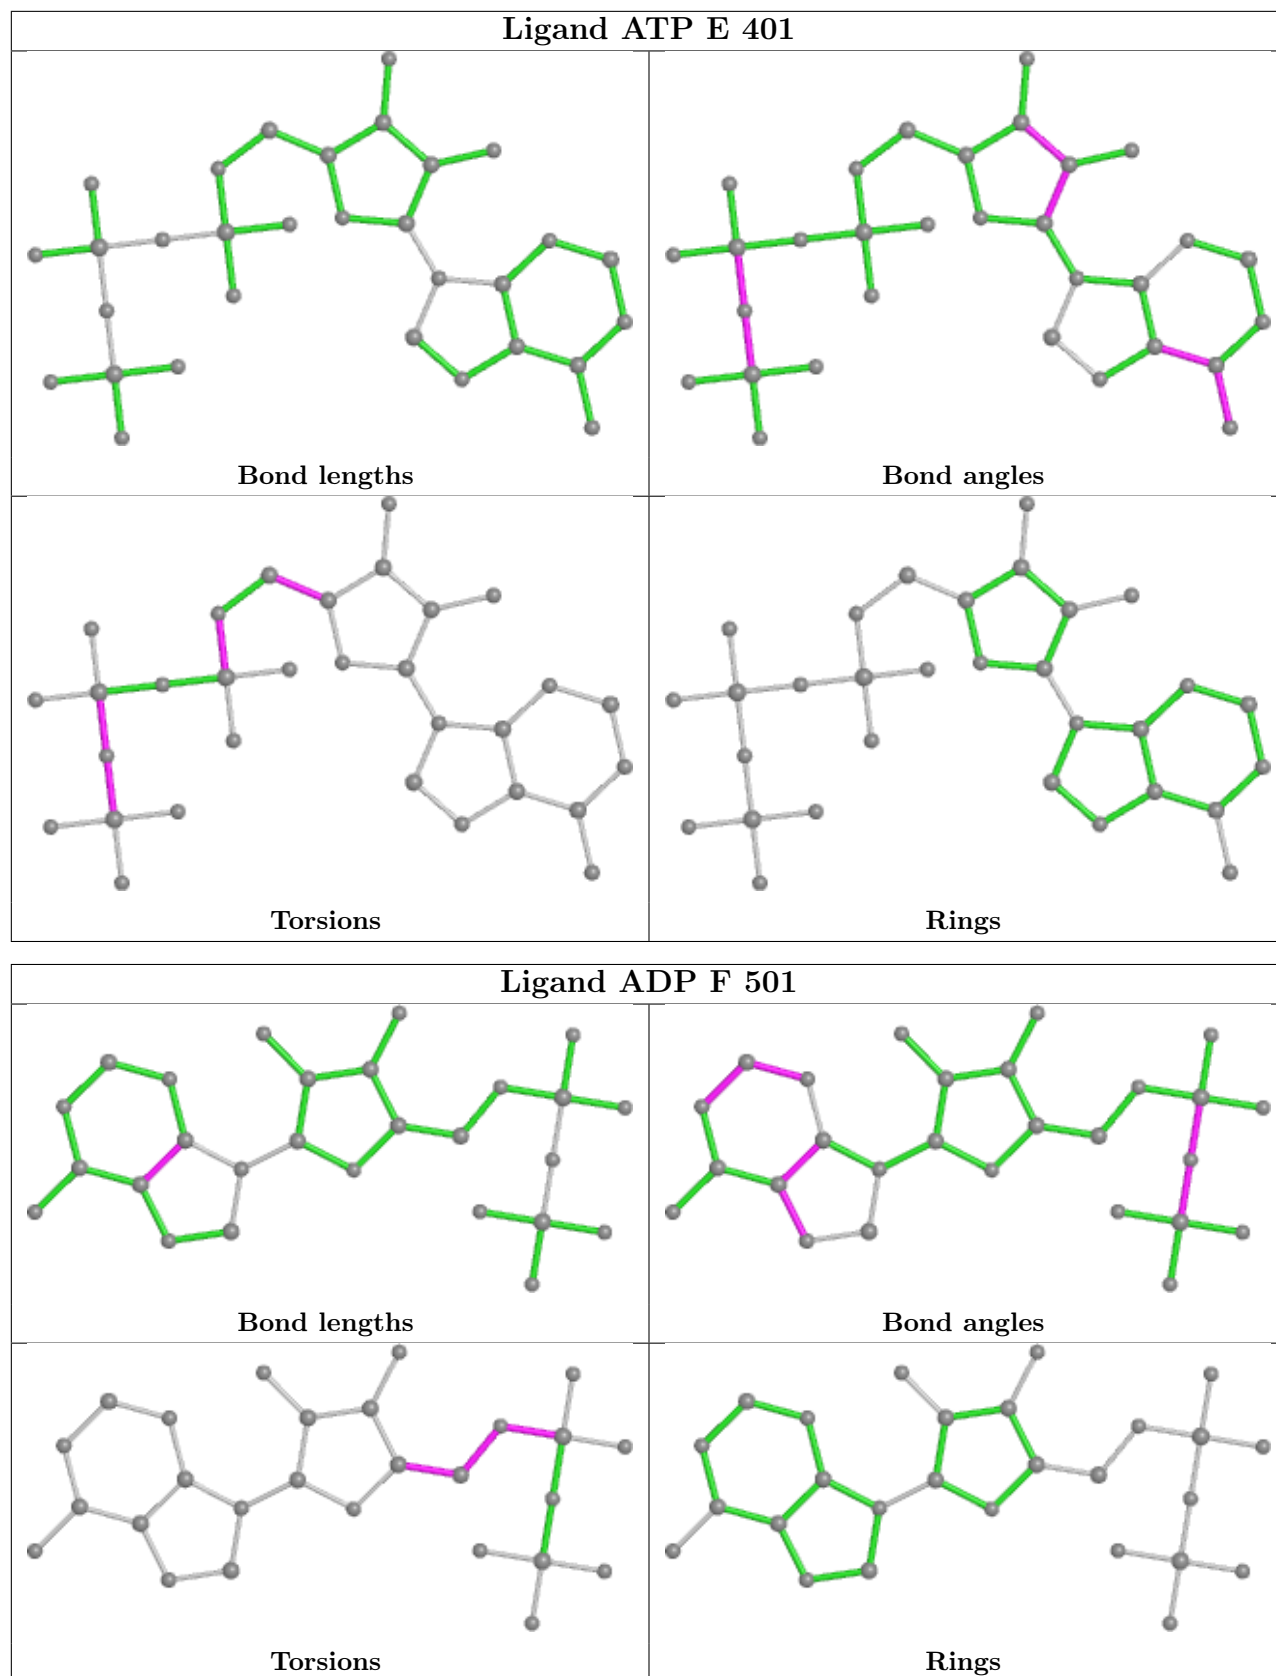 Ligand ATP E 401
Bond lengths
Bond angles
Torsions
Rings
Ligand ADP F 501
Bond lengths
Bond angles
Torsions
Rings